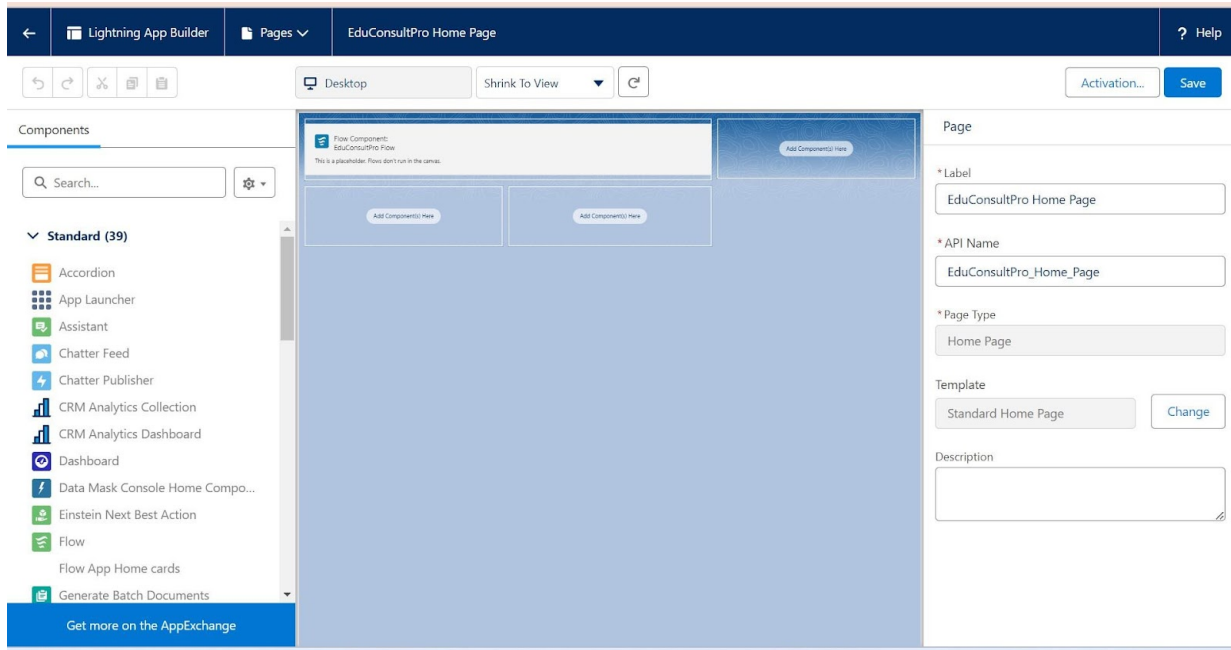 Lightning App Builder
Pages
EduConsultPro Home Page
? Help
Desktop
Shrink To View
Activation...
Save
Components
Search...
Standard (39)
Accordion
App Launcher
Assistant
Chatter Feed
Chatter Publisher
CRM Analytics Collection
CRM Analytics Dashboard
Dashboard
Data Mask Console Home Compo...
Einstein Next Best Action
Flow
Flow App Home cards
Generate Batch Documents
Get more on the AppExchange
Flow Component:
EduConsultPro Flow
This is a placeholder. Flows don't run in the canvas.
Add Component(s) Here
Add Component(s) Here
Add Component(s) Here
Page
*Label
EduConsultPro Home Page
*API Name
EduConsultPro_Home_Page
*Page Type
Home Page
Template
Standard Home Page
Change
Description